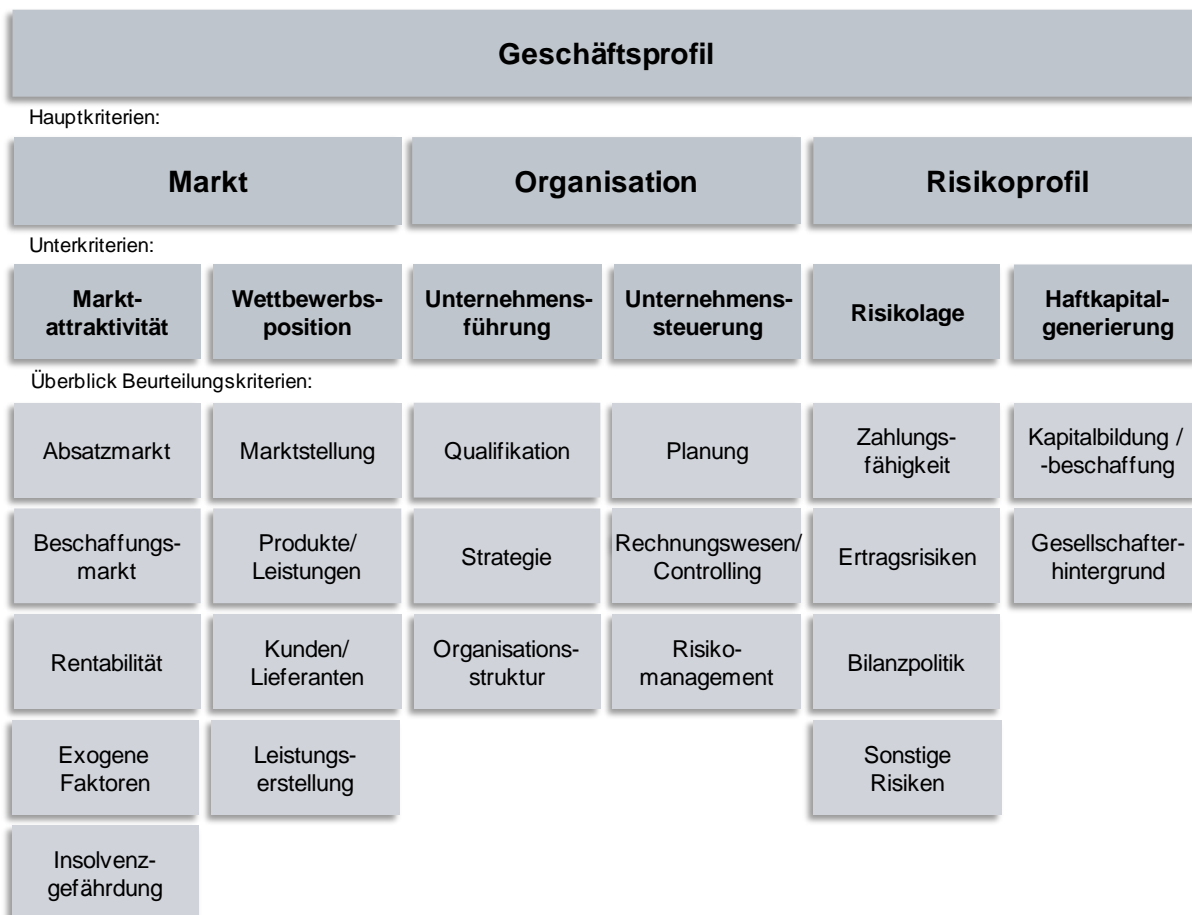 Geschäftsprofil
Hauptkriterien:
Markt
Organisation
Risikoprofil
Unterkriterien:
Markt-
attraktivität
Wettbewerbs-
position
Unternehmens-
führung
Unternehmens-
steuerung
Risikolage
Haftkapital-
generierung
Überblick Beurteilungskriterien:
Absatzmarkt
Marktstellung
Qualifikation
Planung
Zahlungs-
fähigkeit
Kapitalbildung /
-beschaffung
Beschaffungs-
markt
Produkte/
Leistungen
Strategie
Rechnungswesen/
Controlling
Ertragsrisiken
Gesellschafter-
hintergrund
Rentabilität
Kunden/
Lieferanten
Organisations-
struktur
Risiko-
management
Bilanzpolitik
Exogene
Faktoren
Leistungs-
erstellung
Sonstige
Risiken
Insolvenz-
gefährdung